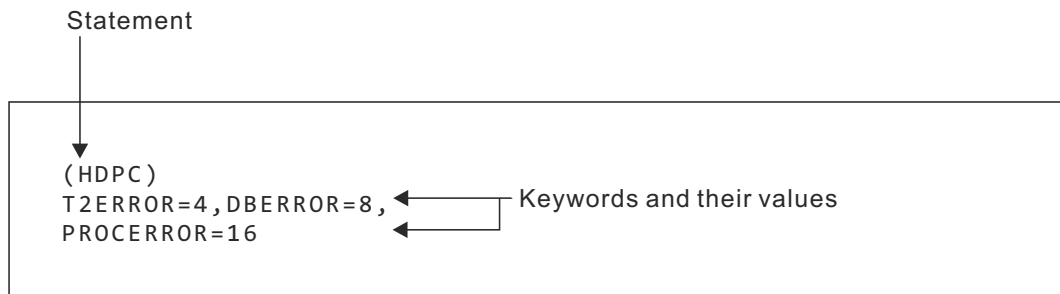 Statement
(HDPC)
T2ERROR=4,DBERROR=8,
Keywords and their values
PROCERROR=16